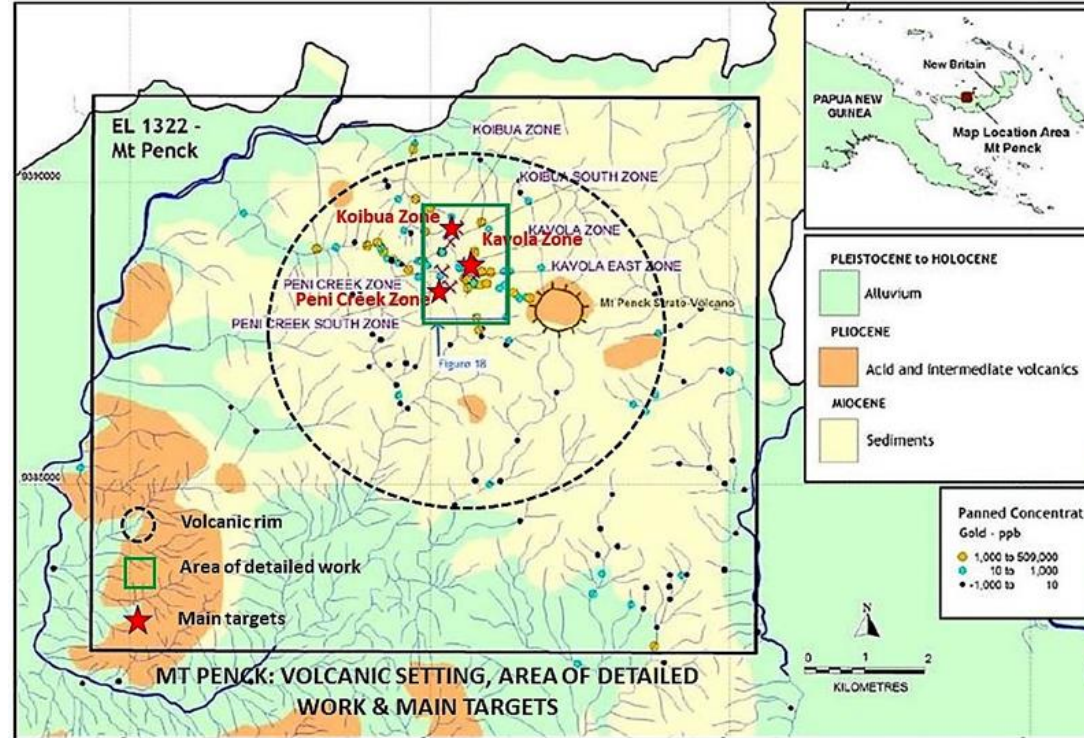 EL 1322 -
Mt Penck
9390000
9385000
KOIBUA ZONE
KOIBUA SOUTH ZONE
Koibua Zone
KAVOLA ZONE
Kavola Zone
KAVOLA EAST ZONE
PENI CREEK ZONE
Peni Creek Zone
PENI CREEK SOUTH ZONE
Mt Penck Strato-Volcano
Figure 18
Volcanic rim
Area of detailed work
Main targets
MT PENCK: VOLCANIC SETTING, AREA OF DETAILED
WORK & MAIN TARGETS
New Britain
PAPUA NEW
GUINEA
Map Location Area
Mt Penck
PLEISTOCENE to HOLOCENE
Alluvium
PLIOCENE
Acid and intermediate volcanics
MIOCENE
Sediments
Panned Concentrat
Gold - ppb
1,000 to 509,000
10 to 1,000
-1,000 to 10
N
0 1 2
KILOMETRES